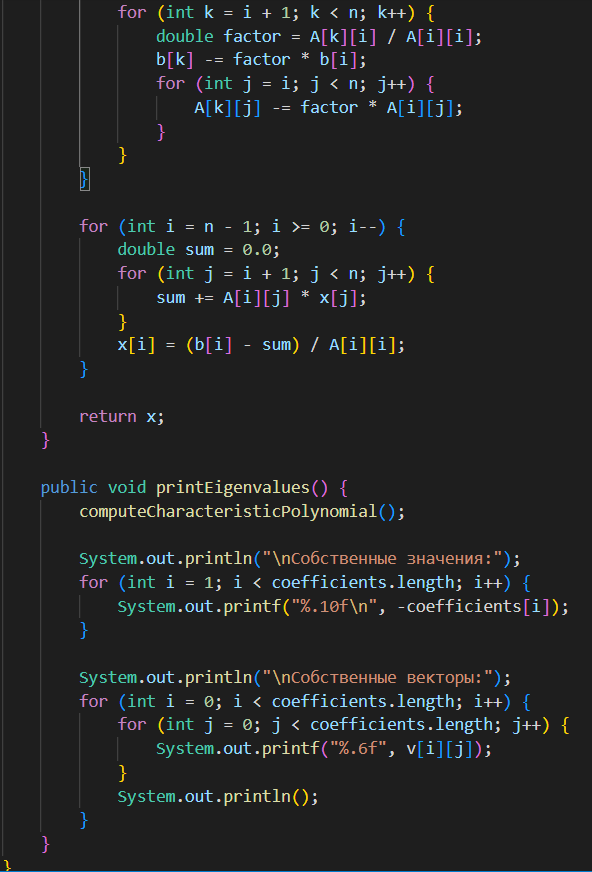 for (int k = i + 1; k < n; k++) {
double factor = A[k][i] / A[i][i];
b[k] -= factor * b[i];
for (int j = i; j < n; j++) {
A[k][j] -= factor * A[i][j];
}
}
}
for (int i = n - 1; i >= 0; i--) {
double sum = 0.0;
for (int j = i + 1; j < n; j++) {
sum += A[i][j] * x[j];
}
x[i] = (b[i] - sum) / A[i][i];
}
return x;
}
public void printEigenvalues() {
computeCharacteristicPolynomial();
System.out.println("\nСобственные значения:");
for (int i = 1; i < coefficients.length; i++) {
System.out.printf("%.10f\n", -coefficients[i]);
}
System.out.println("\nСобственные векторы:");
for (int i = 0; i < coefficients.length; i++) {
for (int j = 0; j < coefficients.length; j++) {
System.out.printf("%.6f", v[i][j]);
}
System.out.println();
}
}
}